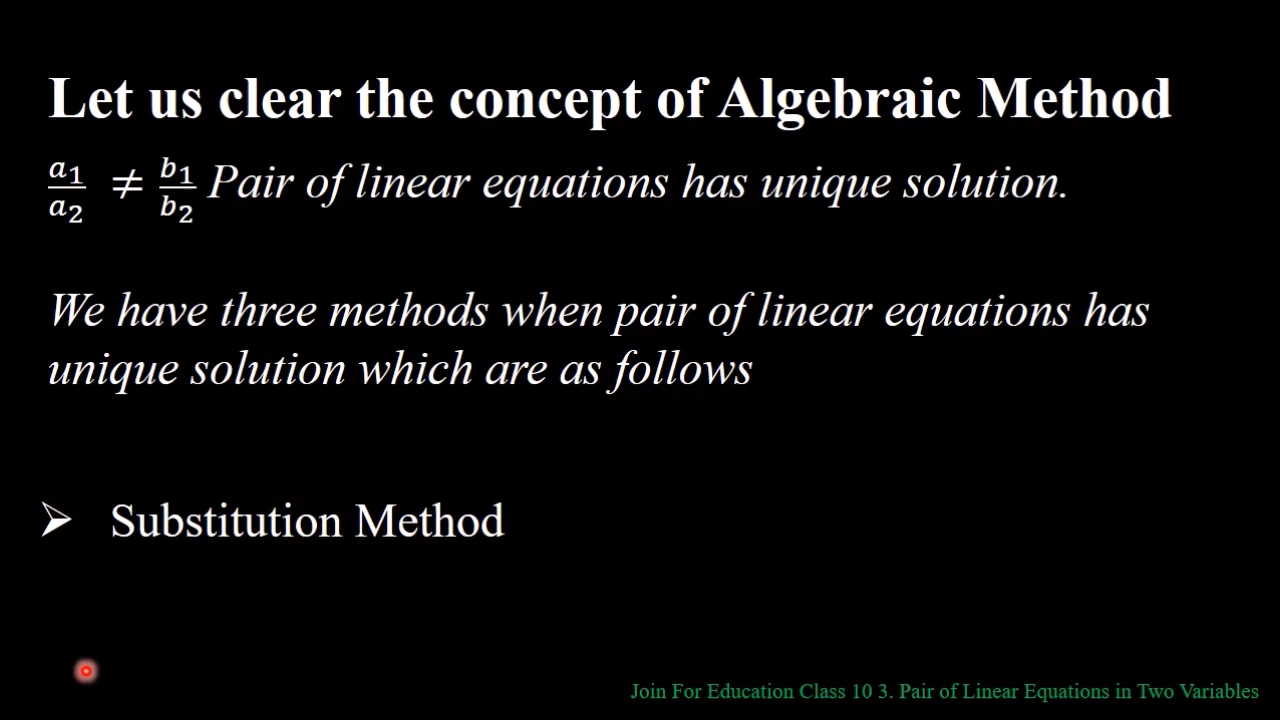 Let us clear the concept of Algebraic Method
a₁/a₂ ≠ b₁/b₂ Pair of linear equations has unique solution.
We have three methods when pair of linear equations has
unique solution which are as follows
➢ Substitution Method
Join For Education Class 10 3. Pair of Linear Equations in Two Variables